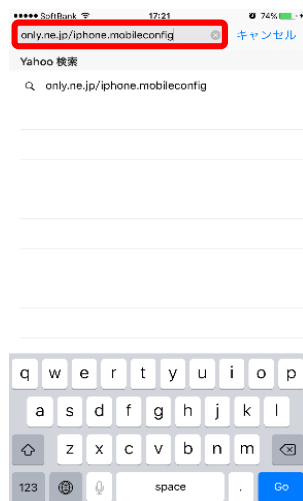 SoftBank 17:21 74%
only.ne.jp/iphone.mobileconfig キャンセル
Yahoo 検索
only.ne.jp/iphone.mobileconfig
q w e r t y u i o p
a s d f g h j k l
z x c v b n m
123 space . Go